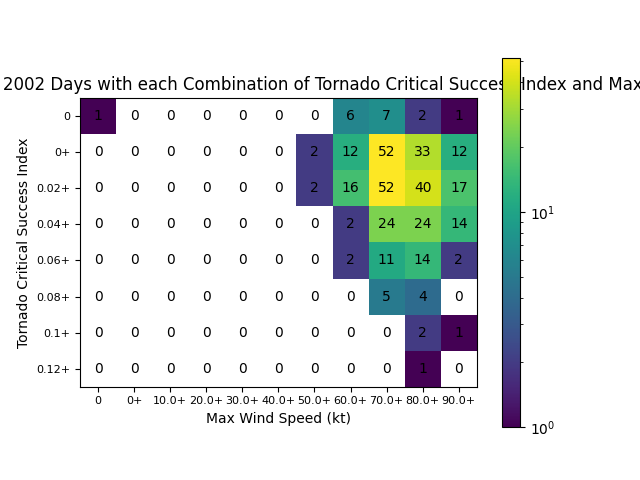 2002 Days with each Combination of Tornado Critical Success Index and Max
Tornado Critical Success Index
0 1 0 0 0 0 0 0 6 7 2 1
0+ 0 0 0 0 0 0 2 12 52 33 12
0.02+ 0 0 0 0 0 0 2 16 52 40 17
0.04+ 0 0 0 0 0 0 0 2 24 24 14
0.06+ 0 0 0 0 0 0 0 2 11 14 2
0.08+ 0 0 0 0 0 0 0 0 5 4 0
0.1+ 0 0 0 0 0 0 0 0 0 2 1
0.12+ 0 0 0 0 0 0 0 0 0 1 0
0 0+ 10.0+ 20.0+ 30.0+ 40.0+ 50.0+ 60.0+ 70.0+ 80.0+ 90.0+
Max Wind Speed (kt)
10¹
10⁰